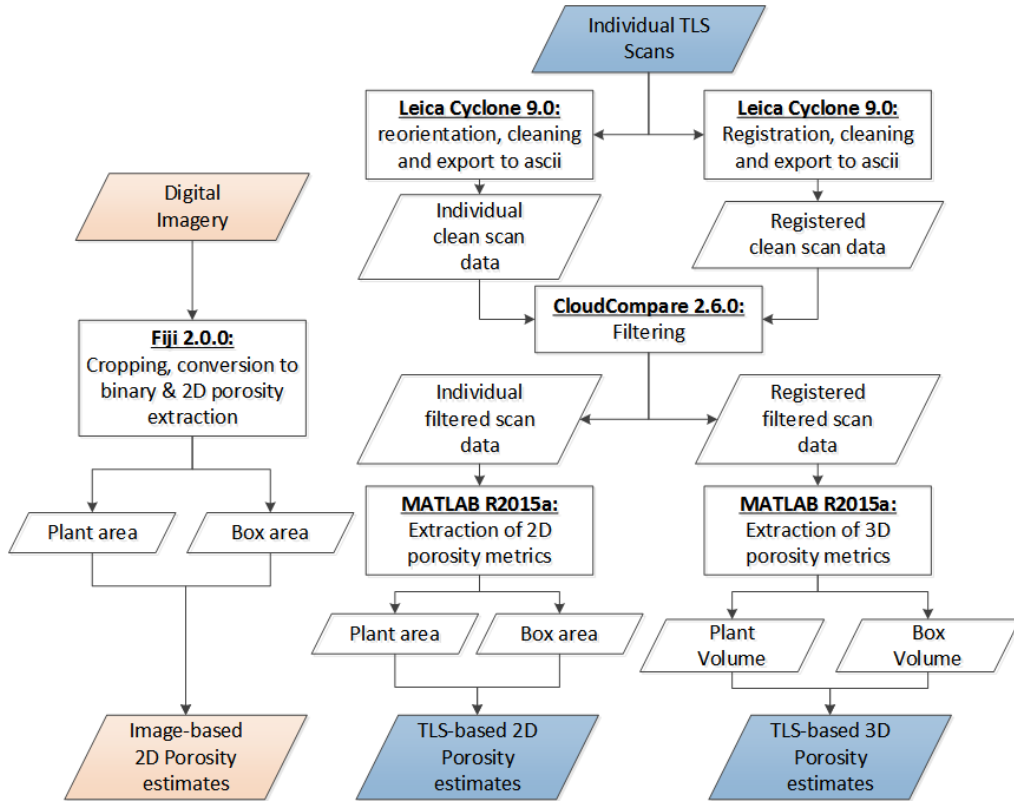 Individual TLS
Scans
Leica Cyclone 9.0:
reorientation, cleaning
and export to ascii
Leica Cyclone 9.0:
Registration, cleaning
and export to ascii
Digital
Imagery
Individual
clean scan
data
Registered
clean scan data
CloudCompare 2.6.0:
Filtering
Fiji 2.0.0:
Cropping, conversion to
binary & 2D porosity
extraction
Individual
filtered scan
data
Registered
filtered scan
data
MATLAB R2015a:
Extraction of 2D
porosity metrics
MATLAB R2015a:
Extraction of 3D
porosity metrics
Plant area
Box area
Plant area
Box area
Plant
Volume
Box
Volume
Image-based
2D Porosity
estimates
TLS-based 2D
Porosity
estimates
TLS-based 3D
Porosity
estimates